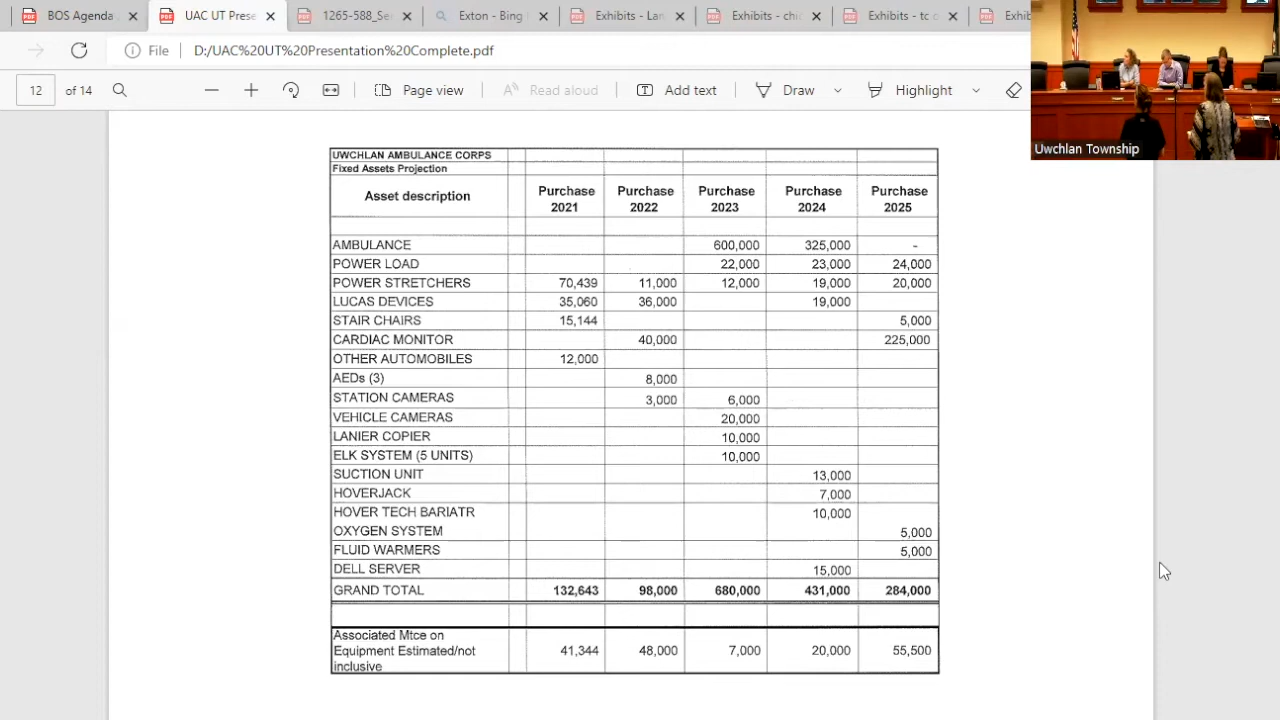 BOS Agenda
UAC UT Prese
1265-588_Se
Exton - Bing
Exhibits - Lan
Exhibits - chi
Exhibits - tc c
Exhib
File D:/UAC%20UT%20Presentation%20Complete.pdf
12 of 14 Page view Read aloud Add text Draw Highlight
Uwchlan Township
UWCHLAN AMBULANCE CORPS
Fixed Assets Projection
Asset description Purchase 2021 Purchase 2022 Purchase 2023 Purchase 2024 Purchase 2025
AMBULANCE 600,000 325,000 -
POWER LOAD 22,000 23,000 24,000
POWER STRETCHERS 70,439 11,000 12,000 19,000 20,000
LUCAS DEVICES 35,060 36,000 19,000
STAIR CHAIRS 15,144 5,000
CARDIAC MONITOR 40,000 225,000
OTHER AUTOMOBILES 12,000
AEDs (3) 8,000
STATION CAMERAS 3,000 6,000
VEHICLE CAMERAS 20,000
LANIER COPIER 10,000
ELK SYSTEM (5 UNITS) 10,000
SUCTION UNIT 13,000
HOVERJACK 7,000
HOVER TECH BARIATR 10,000
OXYGEN SYSTEM 5,000
FLUID WARMERS 5,000
DELL SERVER 15,000
GRAND TOTAL 132,643 98,000 680,000 431,000 284,000
Associated Mtce on
Equipment Estimated/not 41,344 48,000 7,000 20,000 55,500
inclusive